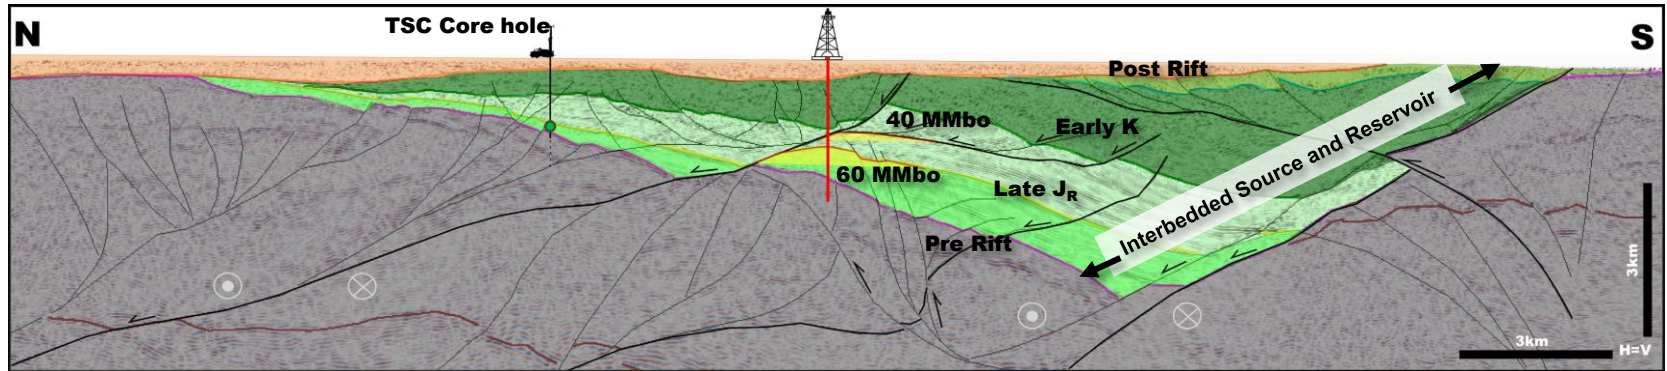 N
TSC Core hole
S
Post Rift
40 MMbo
Early K
60 MMbo
Late JR
Interbedded Source and Reservoir
Pre Rift
3km
3km
H=V